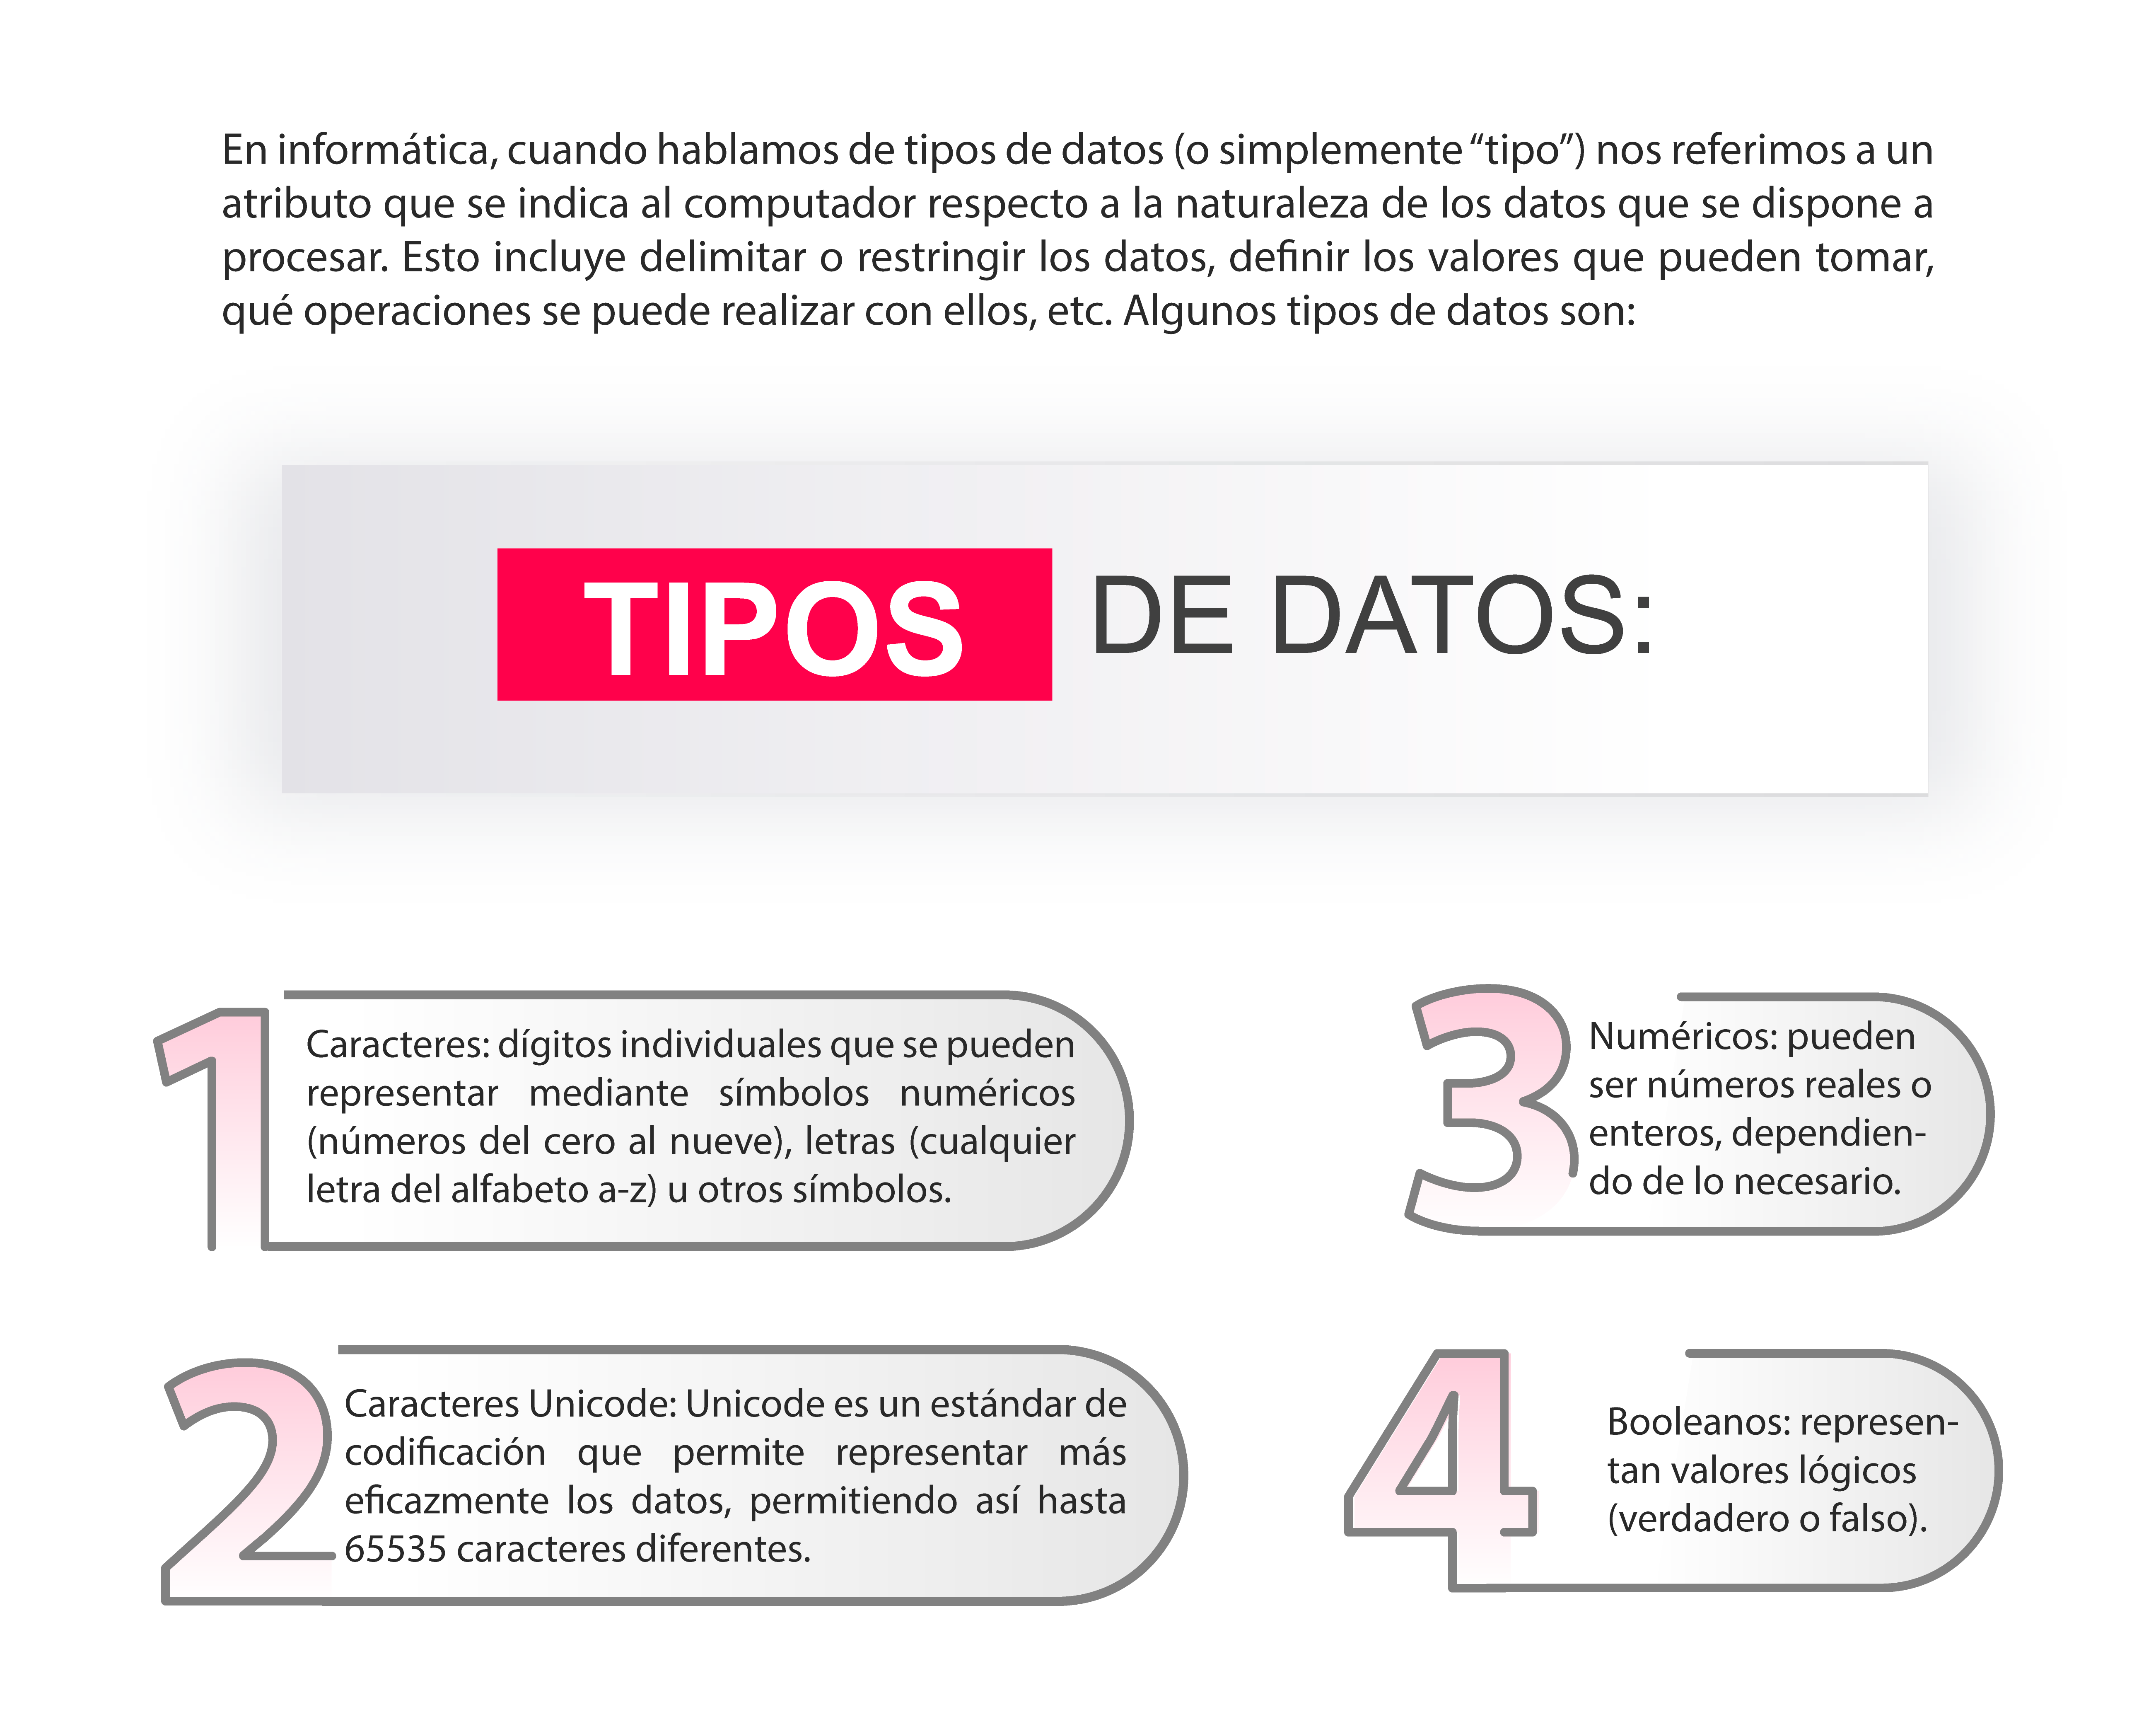 En informática, cuando hablamos de tipos de datos (o simplemente “tipo”) nos referimos a un
atributo que se indica al computador respecto a la naturaleza de los datos que se dispone a
procesar. Esto incluye delimitar o restringir los datos, definir los valores que pueden tomar,
qué operaciones se puede realizar con ellos, etc. Algunos tipos de datos son:
TIPOS DE DATOS:
1
Caracteres: dígitos individuales que se pueden
representar mediante símbolos numéricos
(números del cero al nueve), letras (cualquier
letra del alfabeto a-z) u otros símbolos.
2
Caracteres Unicode: Unicode es un estándar de
codificación que permite representar más
eficazmente los datos, permitiendo así hasta
65535 caracteres diferentes.
3
Numéricos: pueden
ser números reales o
enteros, dependien-
do de lo necesario.
4
Booleanos: represen-
tan valores lógicos
(verdadero o falso).